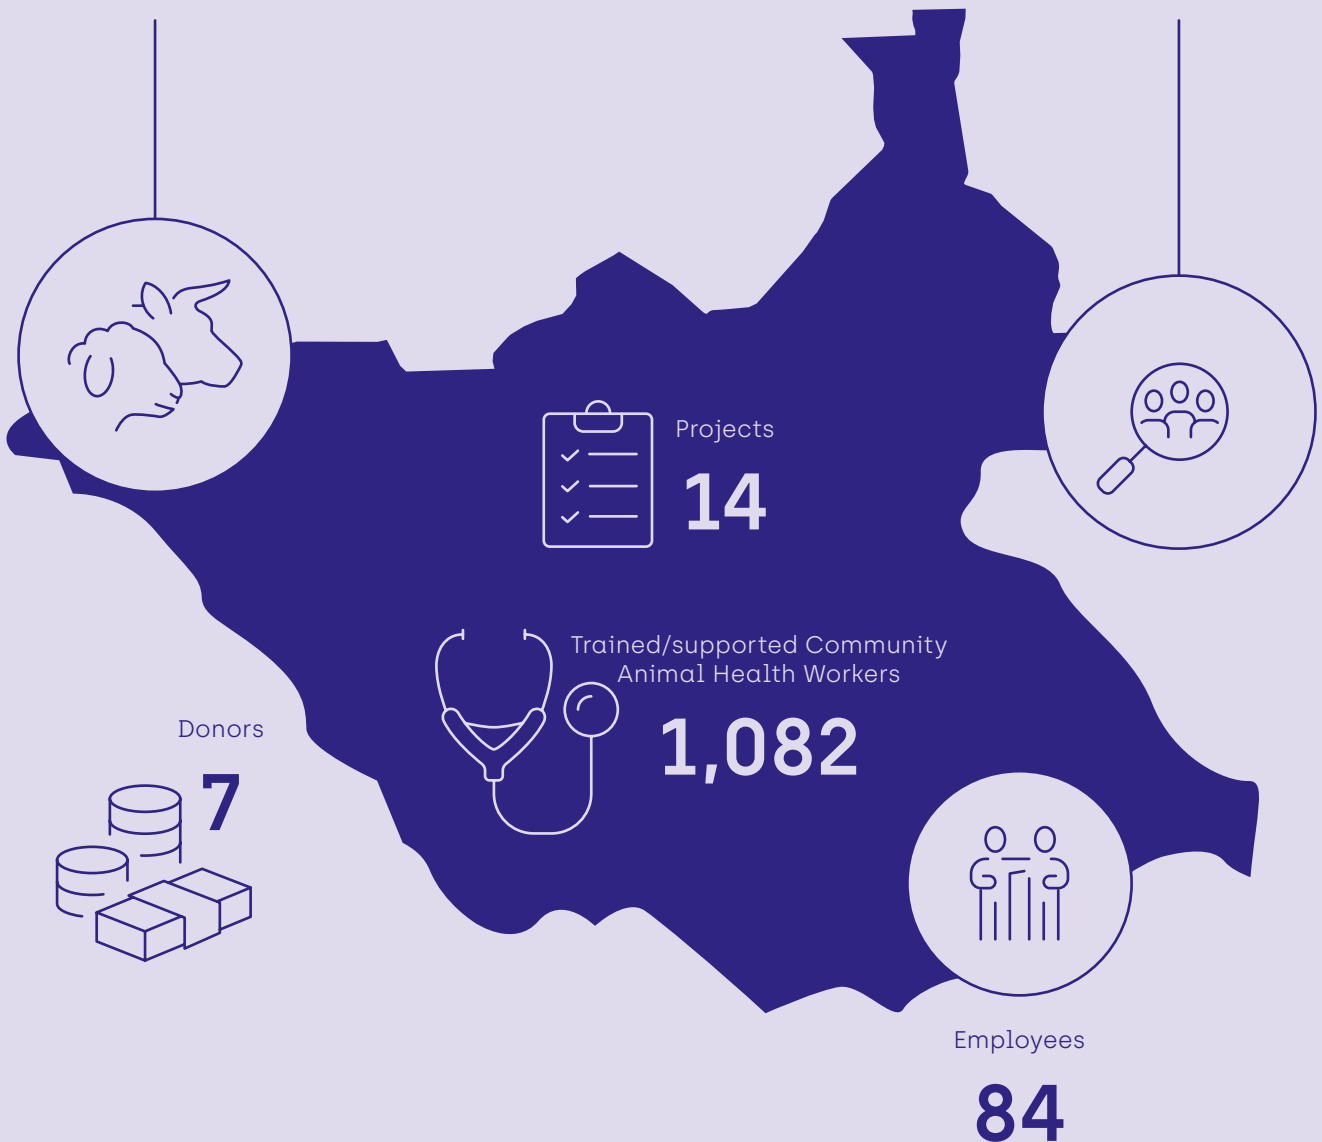 Projects
14
Trained/supported Community
Animal Health Workers
1,082
Donors
7
Employees
84